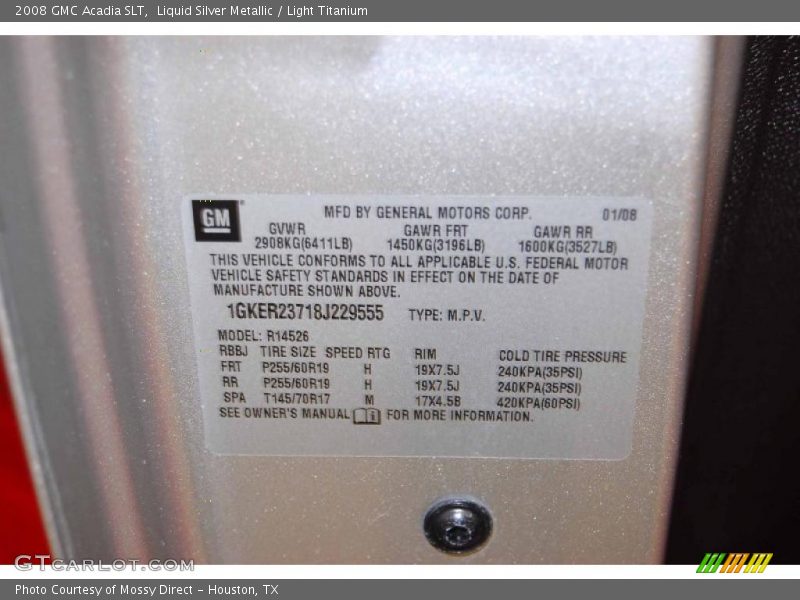 2008 GMC Acadia SLT, Liquid Silver Metallic / Light Titanium
GM
MFD BY GENERAL MOTORS CORP. 01/08
GVWR GAWR FRT GAWR RR
2908KG(6411LB) 1450KG(3196LB) 1600KG(3527LB)
THIS VEHICLE CONFORMS TO ALL APPLICABLE U.S. FEDERAL MOTOR
VEHICLE SAFETY STANDARDS IN EFFECT ON THE DATE OF
MANUFACTURE SHOWN ABOVE.
1GKER23718J229555 TYPE: M.P.V.
MODEL: R14526
RBBJ TIRE SIZE SPEED RTG RIM COLD TIRE PRESSURE
FRT P255/60R19 H 19X7.5J 240KPA(35PSI)
RR P255/60R19 H 19X7.5J 240KPA(35PSI)
SPA T145/70R17 M 17X4.5B 420KPA(60PSI)
SEE OWNER'S MANUAL FOR MORE INFORMATION.
GTCARLOT.COM
Photo Courtesy of Mossy Direct - Houston, TX